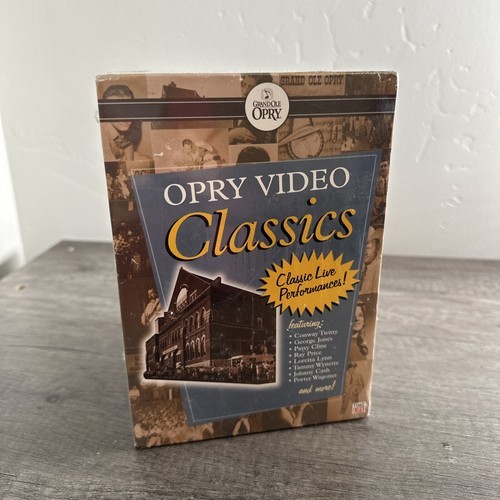 GRAND OLE OPRY
GRAND OLE
OPRY
OPRY VIDEO
Classics
Classic Live
Performances!
featuring:
• Conway Twitty
• George Jones
• Patsy Cline
• Ray Price
• Loretta Lynn
• Tammy Wynette
• Johnny Cash
• Porter Wagoner
and more!